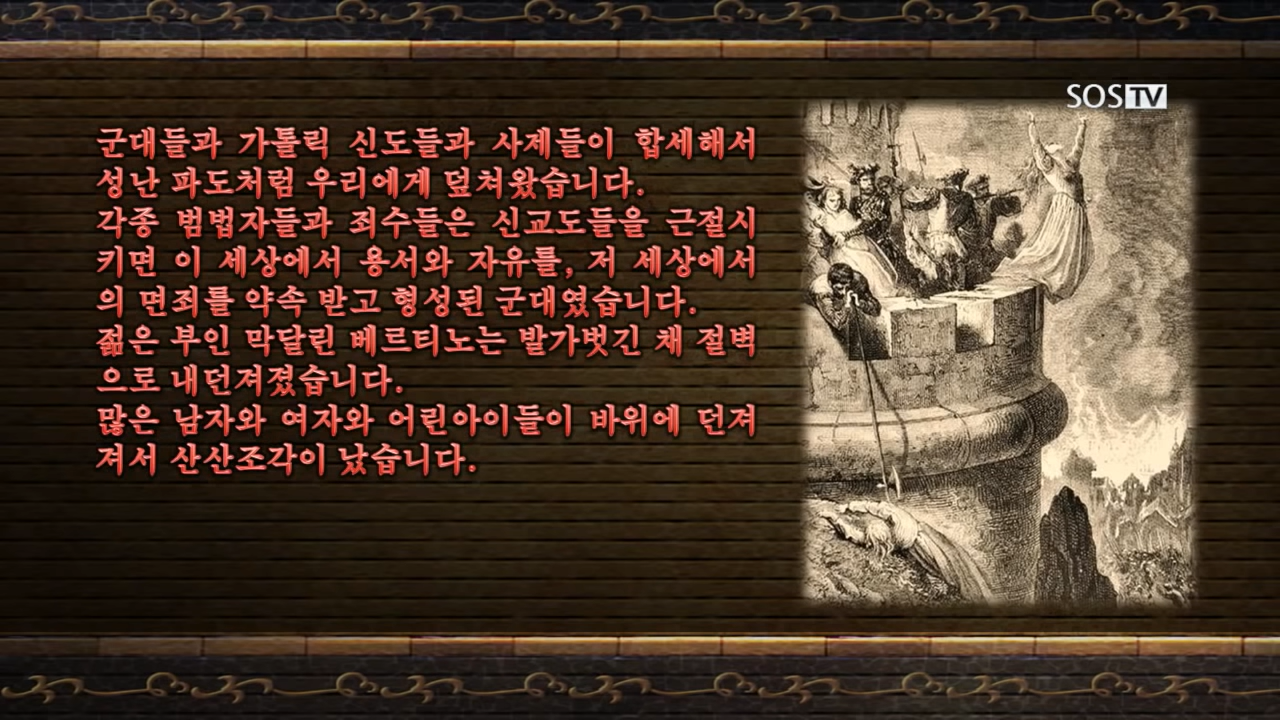 SOSTV
군대들과 가톨릭 신도들과 사제들이 합세해서
성난 파도처럼 우리에게 덮쳐왔습니다.
각종 범법자들과 죄수들은 신교도들을 근절시
키면 이 세상에서 용서와 자유를, 저 세상에서
의 면죄를 약속 받고 형성된 군대였습니다.
젊은 부인 막달린 베르티노는 발가벗긴 채 절벽
으로 내던져졌습니다.
많은 남자와 여자와 어린아이들이 바위에 던져
져서 산산조각이 났습니다.